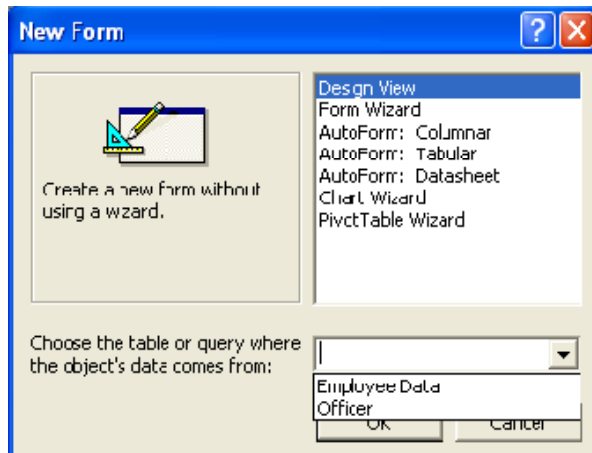 New Form
Design View
Form Wizard
AutoForm: Columnar
AutoForm: Tabular
AutoForm: Datasheet
Chart Wizard
PivotTable Wizard
Create a new form without
using a wizard.
Choose the table or query where
the object's data comes from:
Employee Data
Officer
OK
Cancel